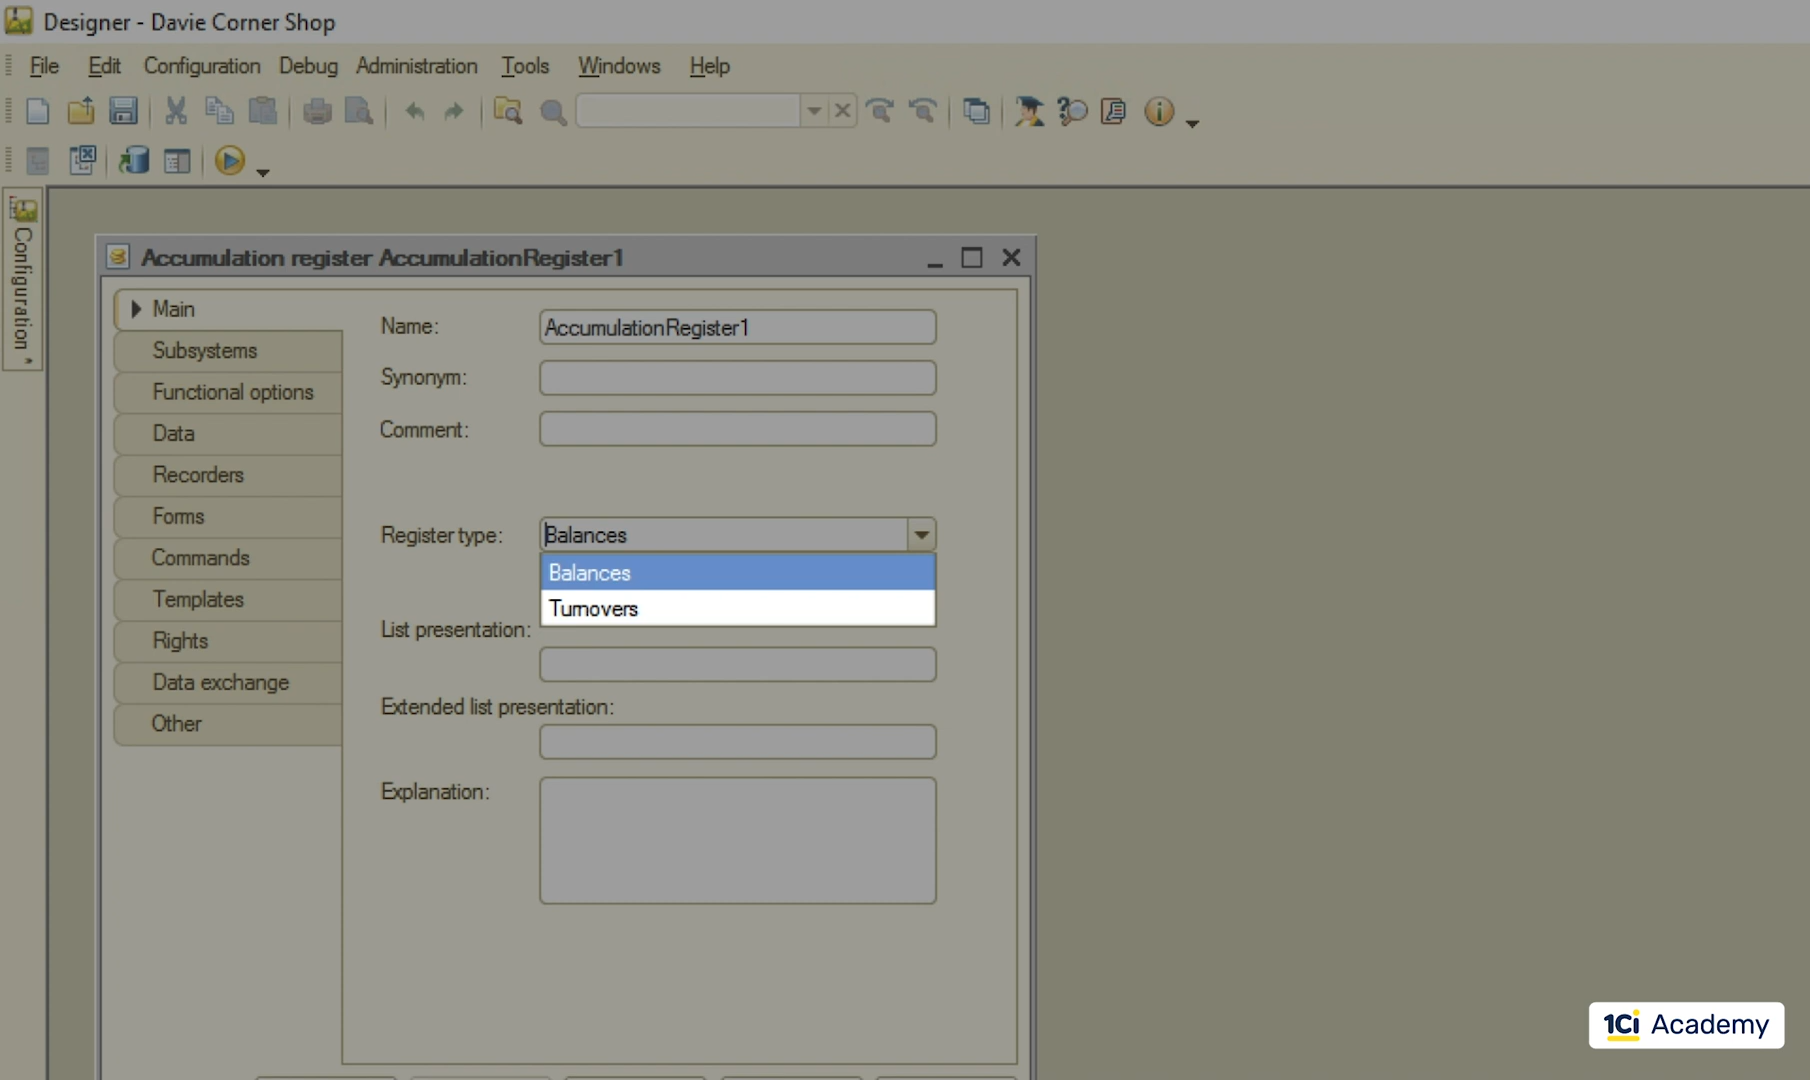 Designer - Davie Corner Shop
File Edit Configuration Debug Administration Tools Windows Help
Configuration *
Accumulation register AccumulationRegister1
Main
Subsystems
Functional options
Data
Recorders
Forms
Commands
Templates
Rights
Data exchange
Other
Name: AccumulationRegister1
Synonym:
Comment:
Register type: Balances
Balances
Turnovers
List presentation:
Extended list presentation:
Explanation:
1Ci Academy